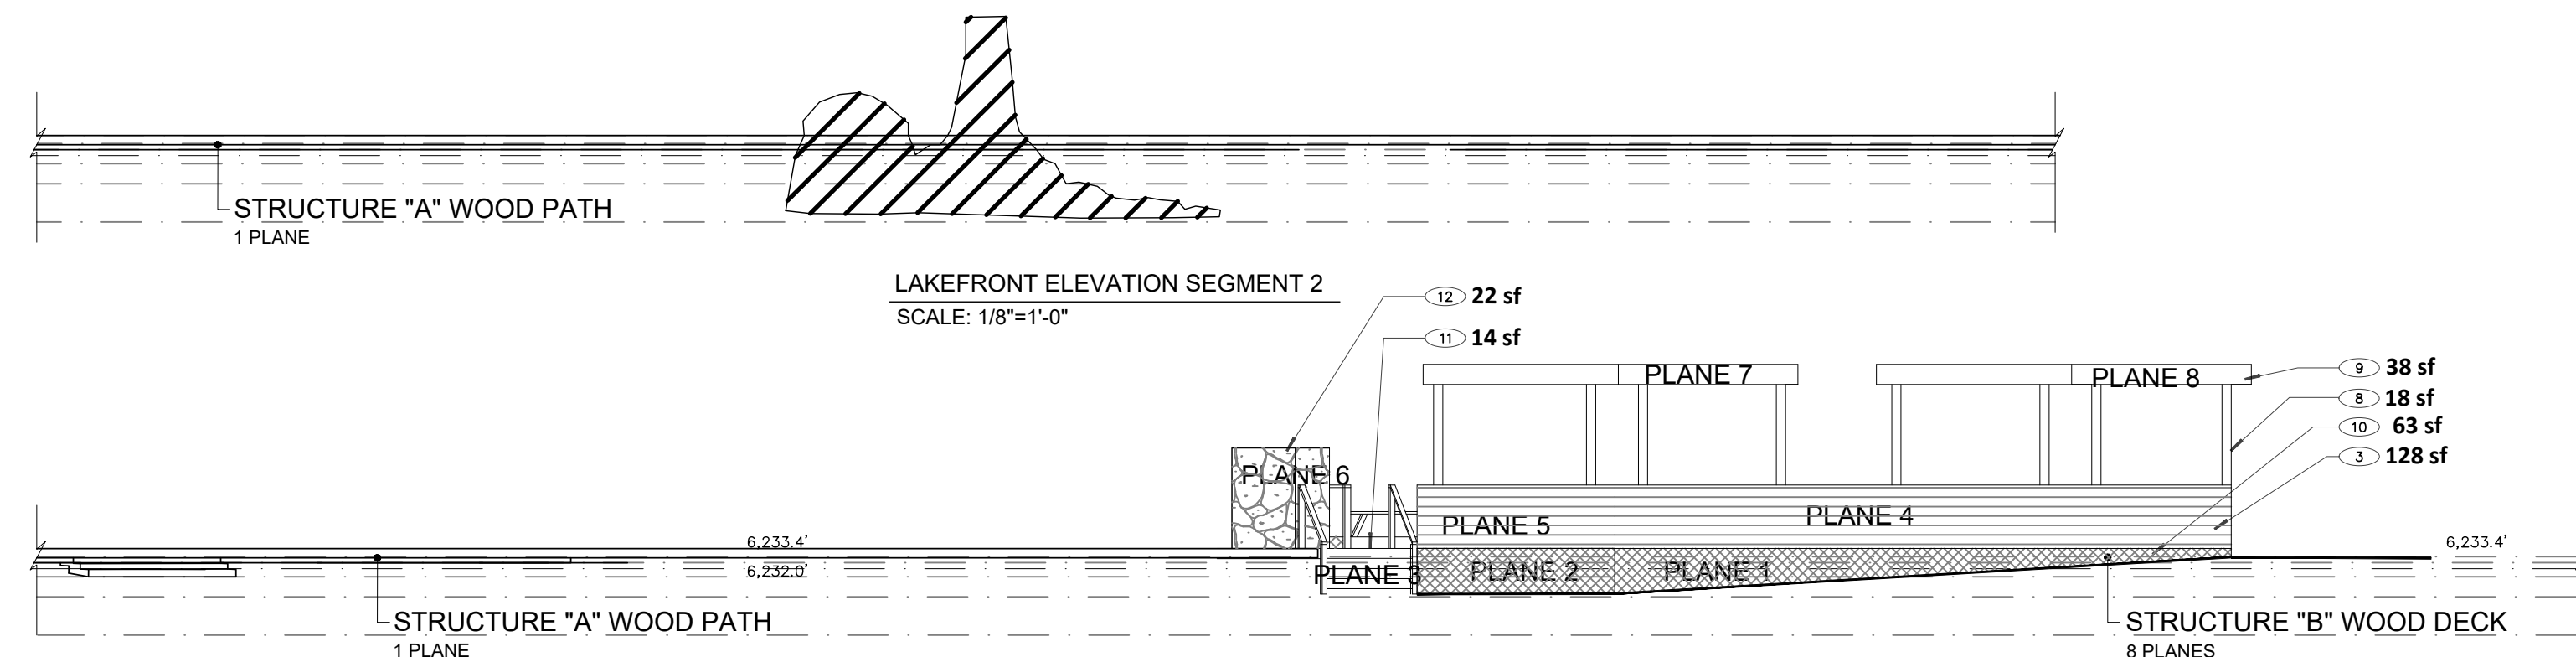 STRUCTURE "A" WOOD PATH
1 PLANE
LAKEFRONT ELEVATION SEGMENT 2
SCALE: 1/8"=1'-0"
12 22 sf
11 14 sf
PLANE 7
PLANE 8
9 38 sf
8 18 sf
10 63 sf
3 128 sf
PLANE 6
PLANE 5
PLANE 4
6,233.4'
6,233.4'
6,232.0'
PLANE 3
PLANE 2
PLANE 1
STRUCTURE "A" WOOD PATH
1 PLANE
STRUCTURE "B" WOOD DECK
8 PLANES